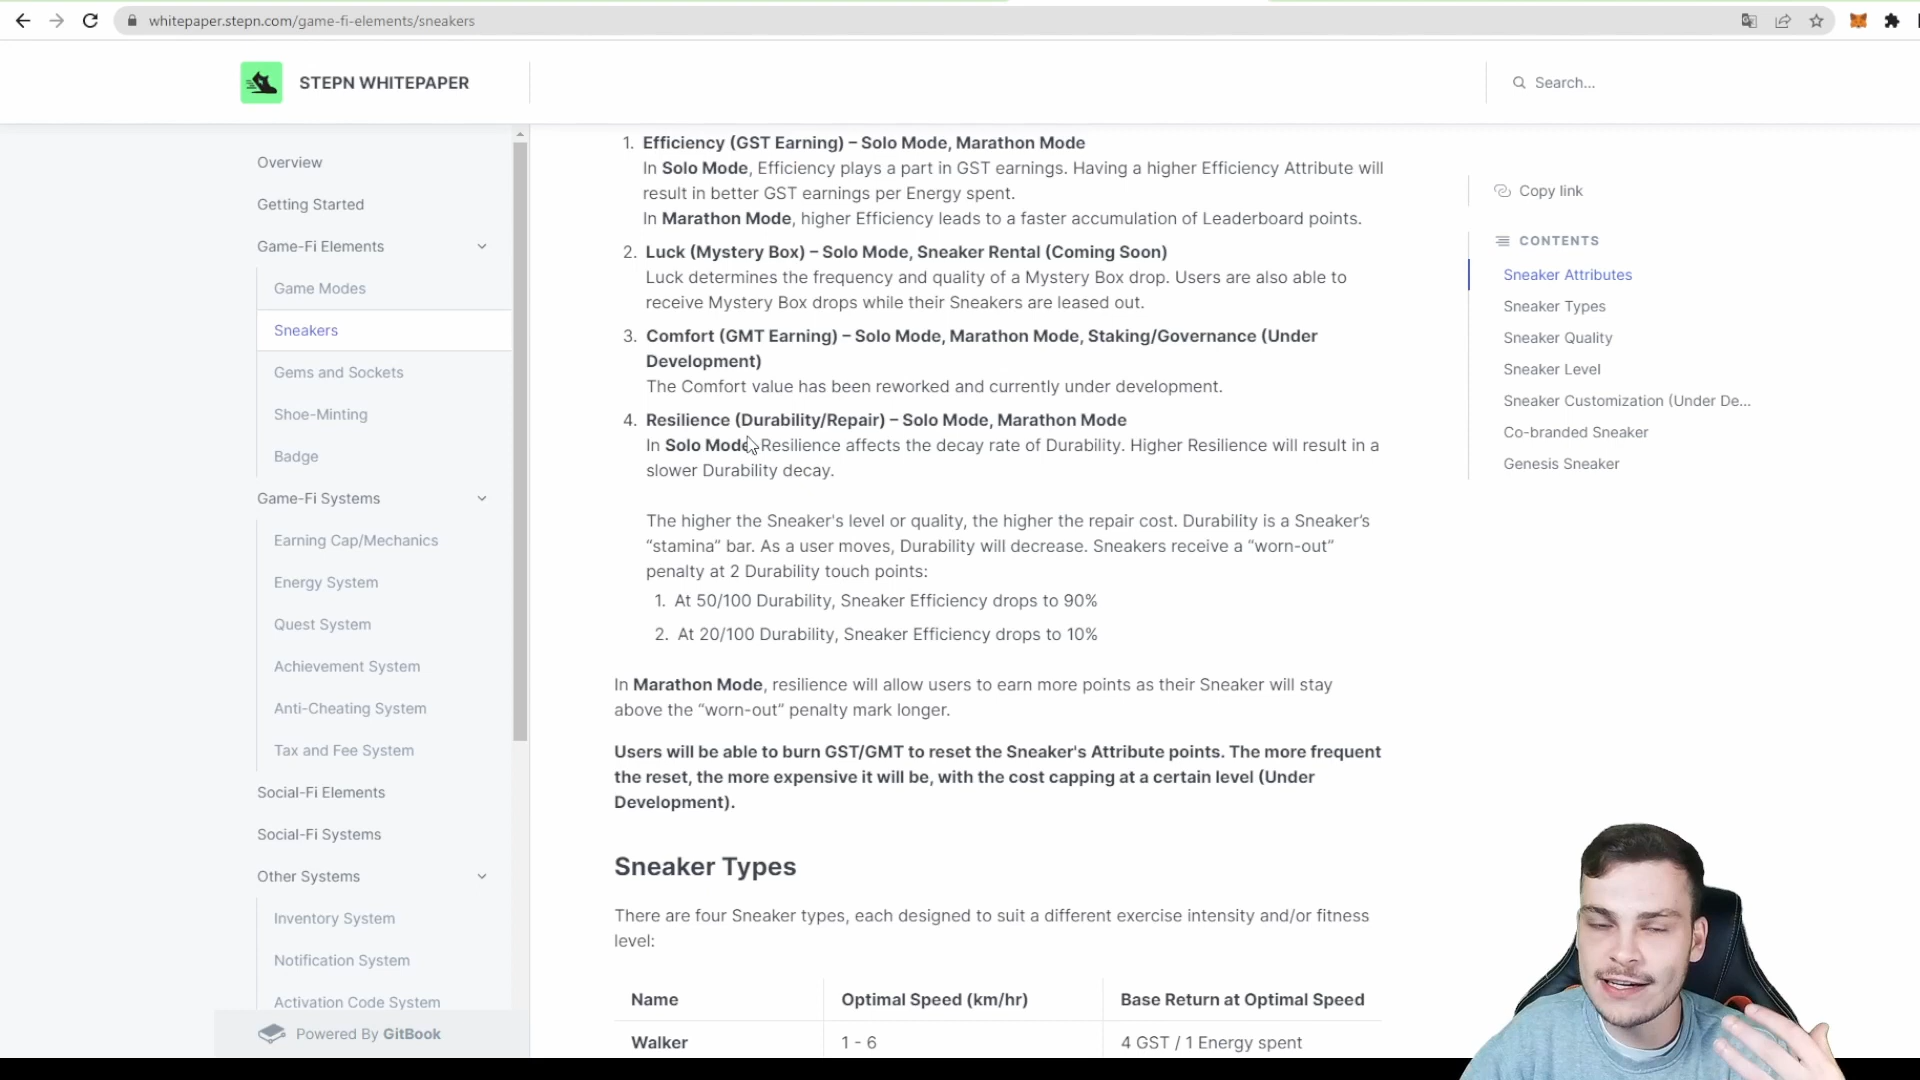 whitepaper.stepn.com/game-fi-elements/sneakers
STEPN WHITEPAPER
Search...
Overview
Getting Started
Game-Fi Elements
Game Modes
Sneakers
Gems and Sockets
Shoe-Minting
Badge
Game-Fi Systems
Earning Cap/Mechanics
Energy System
Quest System
Achievement System
Anti-Cheating System
Tax and Fee System
Social-Fi Elements
Social-Fi Systems
Other Systems
Inventory System
Notification System
Activation Code System
Powered By GitBook
1. Efficiency (GST Earning) – Solo Mode, Marathon Mode
In Solo Mode, Efficiency plays a part in GST earnings. Having a higher Efficiency Attribute will
result in better GST earnings per Energy spent.
In Marathon Mode, higher Efficiency leads to a faster accumulation of Leaderboard points.
2. Luck (Mystery Box) – Solo Mode, Sneaker Rental (Coming Soon)
Luck determines the frequency and quality of a Mystery Box drop. Users are also able to
receive Mystery Box drops while their Sneakers are leased out.
3. Comfort (GMT Earning) – Solo Mode, Marathon Mode, Staking/Governance (Under
Development)
The Comfort value has been reworked and currently under development.
4. Resilience (Durability/Repair) – Solo Mode, Marathon Mode
In Solo Mode, Resilience affects the decay rate of Durability. Higher Resilience will result in a
slower Durability decay.
The higher the Sneaker's level or quality, the higher the repair cost. Durability is a Sneaker’s
“stamina” bar. As a user moves, Durability will decrease. Sneakers receive a “worn-out”
penalty at 2 Durability touch points:
1. At 50/100 Durability, Sneaker Efficiency drops to 90%
2. At 20/100 Durability, Sneaker Efficiency drops to 10%
In Marathon Mode, resilience will allow users to earn more points as their Sneaker will stay
above the “worn-out” penalty mark longer.
Users will be able to burn GST/GMT to reset the Sneaker's Attribute points. The more frequent
the reset, the more expensive it will be, with the cost capping at a certain level (Under
Development).
Sneaker Types
There are four Sneaker types, each designed to suit a different exercise intensity and/or fitness
level:
Name Optimal Speed (km/hr) Base Return at Optimal Speed
Walker 1 - 6 4 GST / 1 Energy spent
Copy link
CONTENTS
Sneaker Attributes
Sneaker Types
Sneaker Quality
Sneaker Level
Sneaker Customization (Under De...
Co-branded Sneaker
Genesis Sneaker